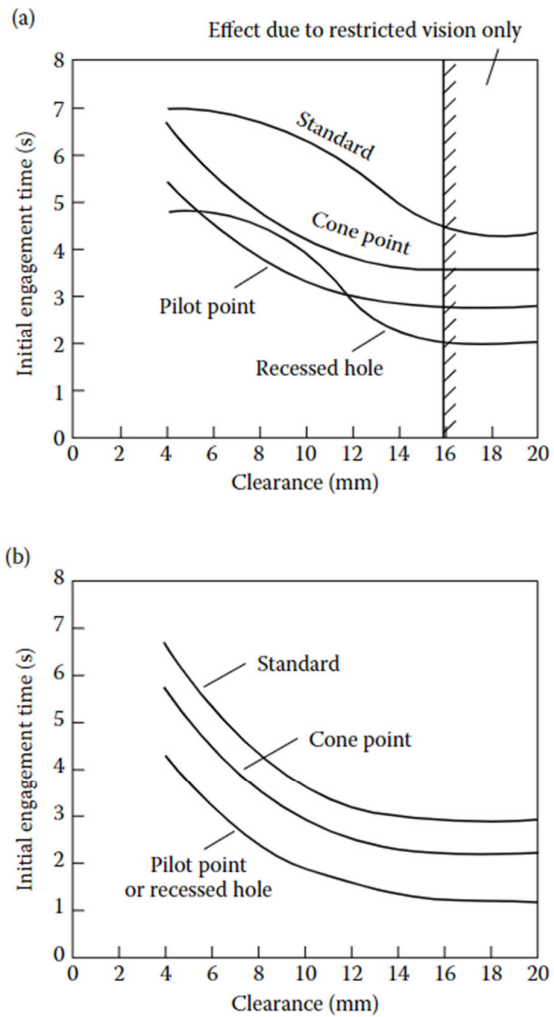 (a)
Effect due to restricted vision only
8
7
6
5
4
3
2
1
0
Initial engagement time (s)
Standard
Cone point
Pilot point
Recessed hole
0 2 4 6 8 10 12 14 16 18 20
Clearance (mm)
(b)
8
7
6
5
4
3
2
1
0
Initial engagement time (s)
Standard
Cone point
Pilot point
or recessed hole
0 2 4 6 8 10 12 14 16 18 20
Clearance (mm)